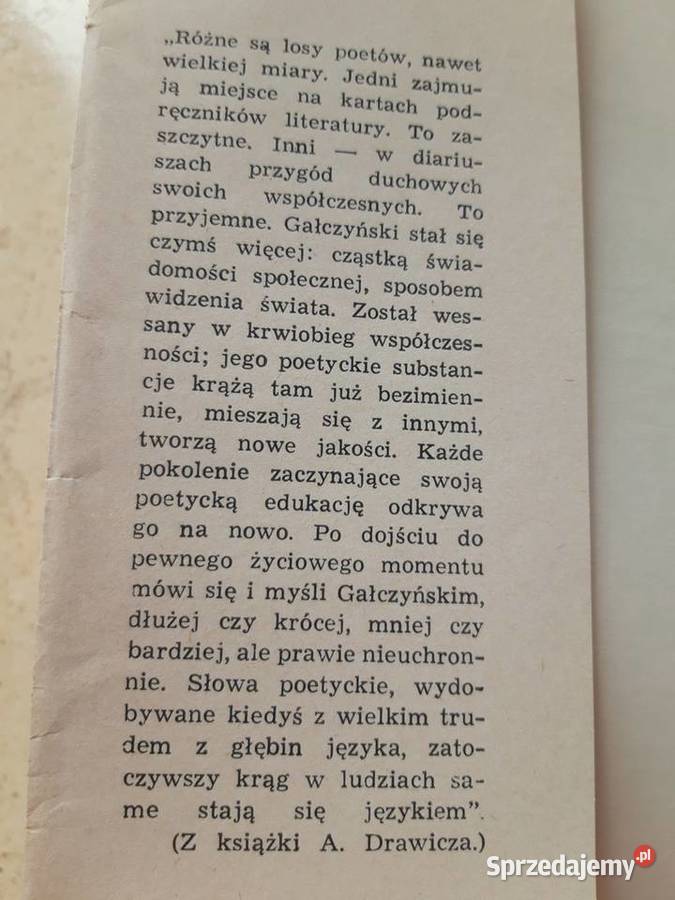 „Różne są losy poetów, nawet
wielkiej miary. Jedni zajmu-
ją miejsce na kartach pod-
ręczników literatury. To za-
szczytne. Inni — w diariu-
szach przygód duchowych
swoich współczesnych. To
przyjemne. Gałczyński stał się
czymś więcej: cząstką świa-
domości społecznej, sposobem
widzenia świata. Został wes-
sany w krwiobieg współczes-
ności; jego poetyckie substan-
cje krążą tam już bezimien-
nie, mieszają się z innymi,
tworzą nowe jakości. Każde
pokolenie zaczynające swoją
poetycką edukację odkrywa
go na nowo. Po dojściu do
pewnego życiowego momentu
mówi się i myśli Gałczyńskim,
dłużej czy krócej, mniej czy
bardziej, ale prawie nieuchron-
nie. Słowa poetyckie, wydo-
bywane kiedyś z wielkim tru-
dem z głębin języka, zato-
czywszy krąg w ludziach sa-
me stają się językiem”.
(Z książki A. Drawicza.)
Sprzedajemy.pl